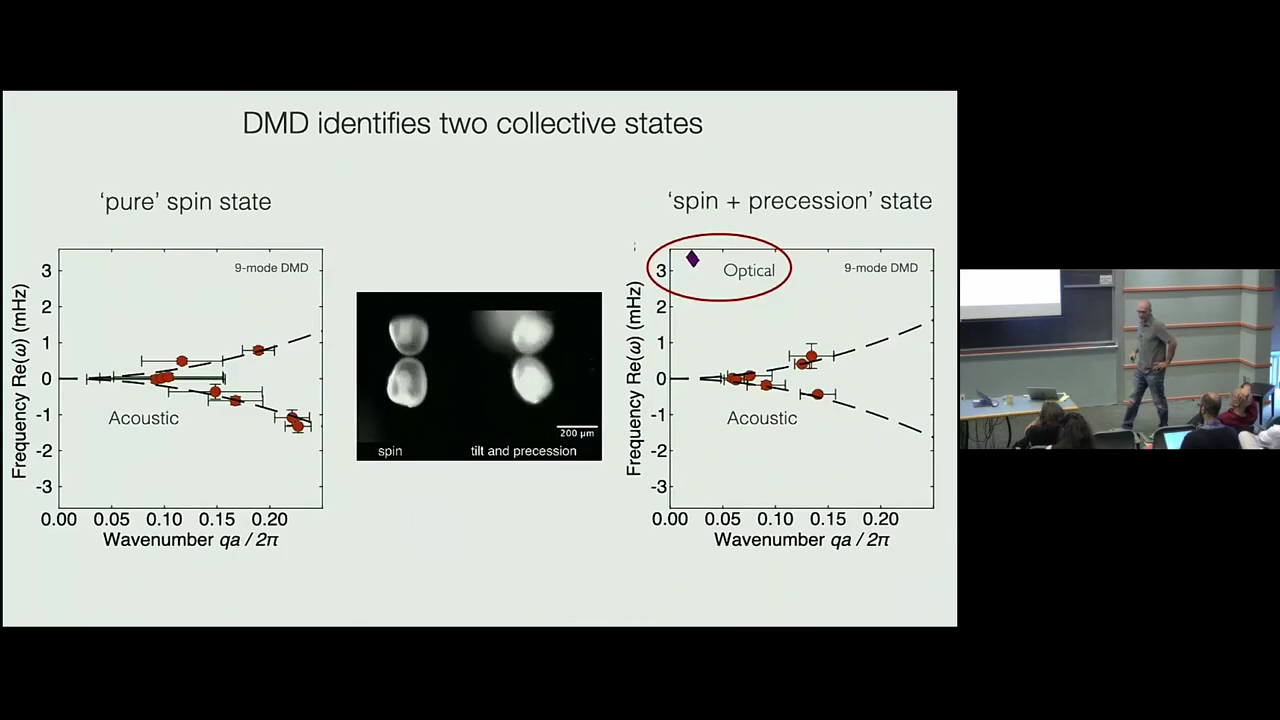 DMD identifies two collective states
‘pure’ spin state
9-mode DMD
3
2
1
0
-1
-2
-3
Frequency Re(ω) (mHz)
Acoustic
0.00 0.05 0.10 0.15 0.20
Wavenumber qa / 2π
spin
tilt and precession
200 µm
‘spin + precession’ state
Optical
9-mode DMD
3
2
1
0
-1
-2
-3
Frequency Re(ω) (mHz)
Acoustic
0.00 0.05 0.10 0.15 0.20
Wavenumber qa / 2π